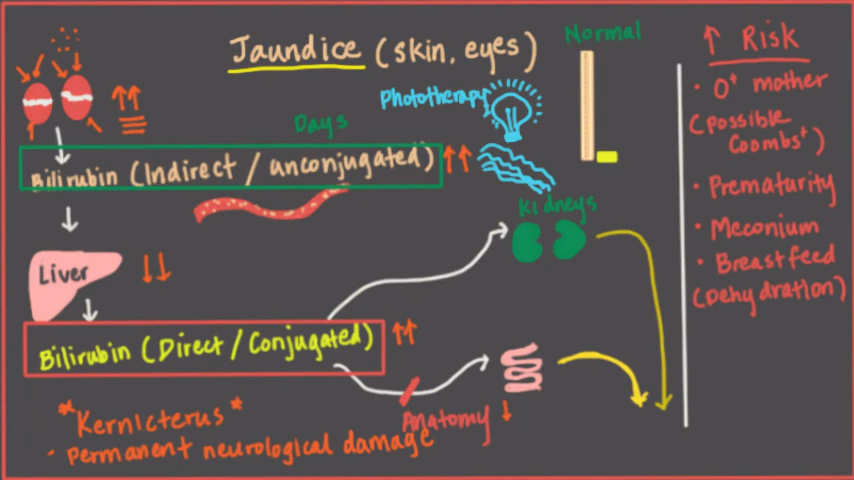 Jaundice (skin, eyes)
Normal
Phototherapy
Days
Bilirubin (Indirect / unconjugated)
Kidneys
Liver
Bilirubin (Direct / Conjugated)
*Kernicterus*
· Permanent neurological damage
Anatomy
↑ Risk
· O+ mother
(Possible
Coombs+)
· Prematurity
· Meconium
· Breastfeed
(Dehydration)